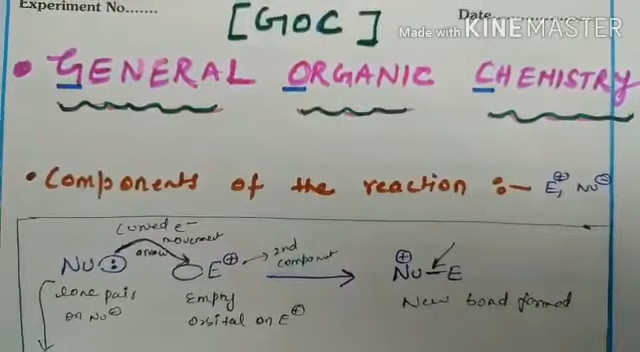 Experiment No.......
[GOC]
Date................
Made with KINEMASTER
• GENERAL ORGANIC CHEMISTRY
• Components of the reaction :- E⊕, Nu⊖
Curved e⁻
movement
arrow
Nu: E⊕ → 2nd
component
⊕
Nu-E
lone pair
on Nu⊖
Empty
orbital on E⊕
New bond formed